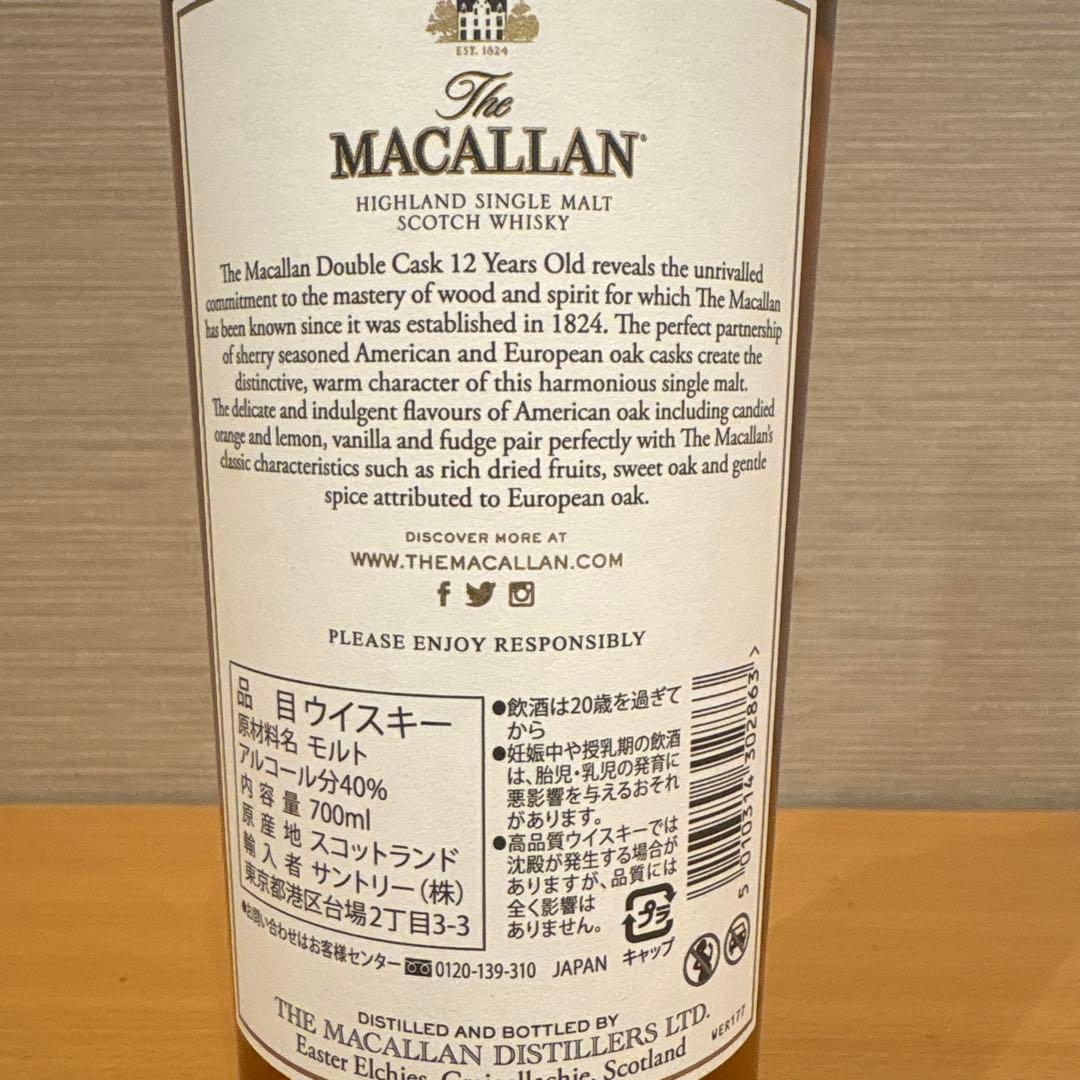 EST. 1824
The
MACALLAN
HIGHLAND SINGLE MALT
SCOTCH WHISKY
The Macallan Double Cask 12 Years Old reveals the unrivalled
commitment to the mastery of wood and spirit for which The Macallan
has been known since it was established in 1824. The perfect partnership
of sherry seasoned American and European oak casks create the
distinctive, warm character of this harmonious single malt.
The delicate and indulgent flavours of American oak including candied
orange and lemon, vanilla and fudge pair perfectly with The Macallan's
classic characteristics such as rich dried fruits, sweet oak and gentle
spice attributed to European oak.
DISCOVER MORE AT
WWW.THEMACALLAN.COM
PLEASE ENJOY RESPONSIBLY
品 目 ウイスキー
原材料名 モルト
アルコール分40%
内容量 700ml
原産地 スコットランド
輸入者 サントリー(株)
東京都港区台場2丁目3-3
●お問い合わせはお客様センター 0120-139-310 JAPAN
●飲酒は20歳を過ぎて
から
●妊娠中や授乳期の飲酒
は、胎児・乳児の発育に
悪影響を与えるおそれ
があります。
●高品質ウイスキーでは
沈殿が発生する場合が
ありますが、品質には
全く影響は
ありません。
プラ
キャップ
5 010314 302863 >
DISTILLED AND BOTTLED BY
THE MACALLAN DISTILLERS LTD.
Easter Elchies, Craigellachie, Scotland
WER177